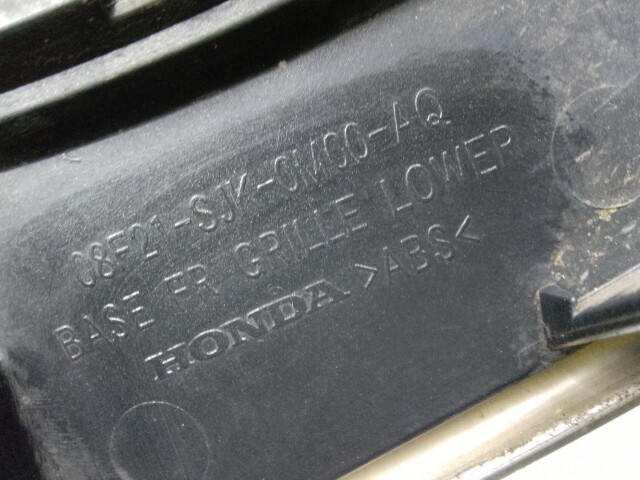 08F21-SJK-0M00-AQ
BASE FR GRILLE LOWER
HONDA >ABS<